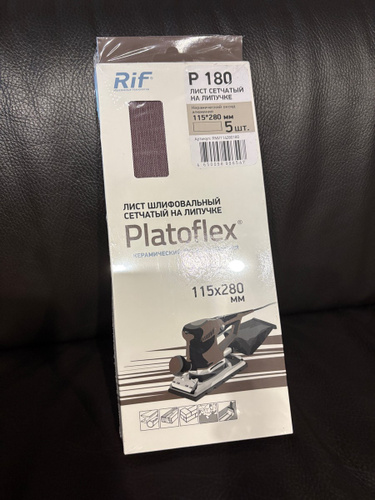 RiF
P 180
ЛИСТ СЕТЧАТЫЙ
НА ЛИПУЧКЕ
115*280 мм
5 шт.
ЛИСТ ШЛИФОВАЛЬНЫЙ
СЕТЧАТЫЙ НА ЛИПУЧКЕ
Platoflex®
КЕРАМИЧЕСКИЙ
115x280
мм